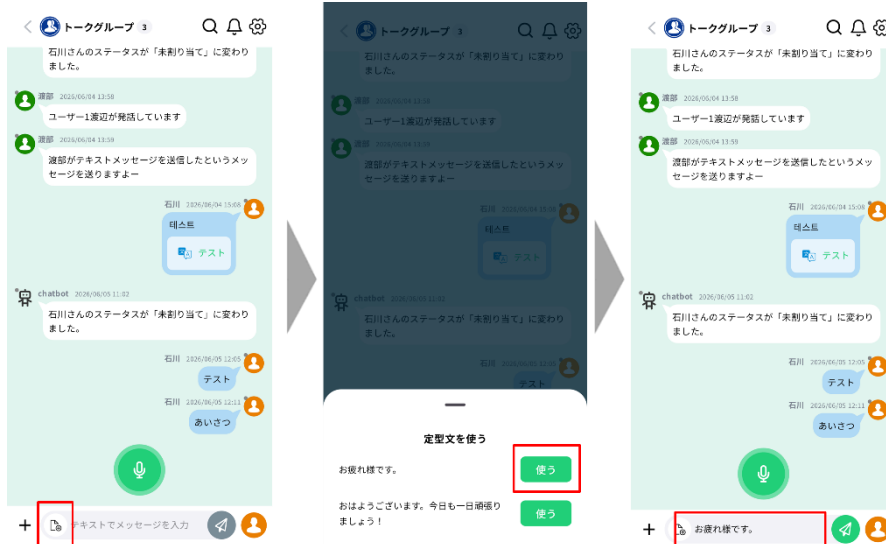 トークグループ 3
石川さんのステータスが「未割り当て」に変わり
ました。
渡部 2026/06/04 13:58
ユーザー1渡辺が発話しています
渡部 2026/06/04 13:59
渡部がテキストメッセージを送信したというメッ
セージを送りますよー
石川 2026/06/04 15:08
테스트
テスト
chatbot 2026/06/05 11:02
石川さんのステータスが「未割り当て」に変わり
ました。
石川 2026/06/05 12:05
テスト
石川 2026/06/05 12:11
あいさつ
テキストでメッセージを入力
トークグループ 3
石川さんのステータスが「未割り当て」に変わり
ました。
渡部 2026/06/04 13:58
ユーザー1渡辺が発話しています
渡部 2026/06/04 13:59
渡部がテキストメッセージを送信したというメッ
セージを送りますよー
石川 2026/06/04 15:08
테스트
テスト
chatbot 2026/06/05 11:02
石川さんのステータスが「未割り当て」に変わり
ました。
石川 2026/06/05 12:05
テスト
定型文を使う
お疲れ様です。
使う
おはようございます。今日も一日頑張り
ましょう！
使う
トークグループ 3
石川さんのステータスが「未割り当て」に変わり
ました。
渡部 2026/06/04 13:58
ユーザー1渡辺が発話しています
渡部 2026/06/04 13:59
渡部がテキストメッセージを送信したというメッ
セージを送りますよー
石川 2026/06/04 15:08
테스트
テスト
chatbot 2026/06/05 11:02
石川さんのステータスが「未割り当て」に変わり
ました。
石川 2026/06/05 12:05
テスト
石川 2026/06/05 12:11
あいさつ
お疲れ様です。